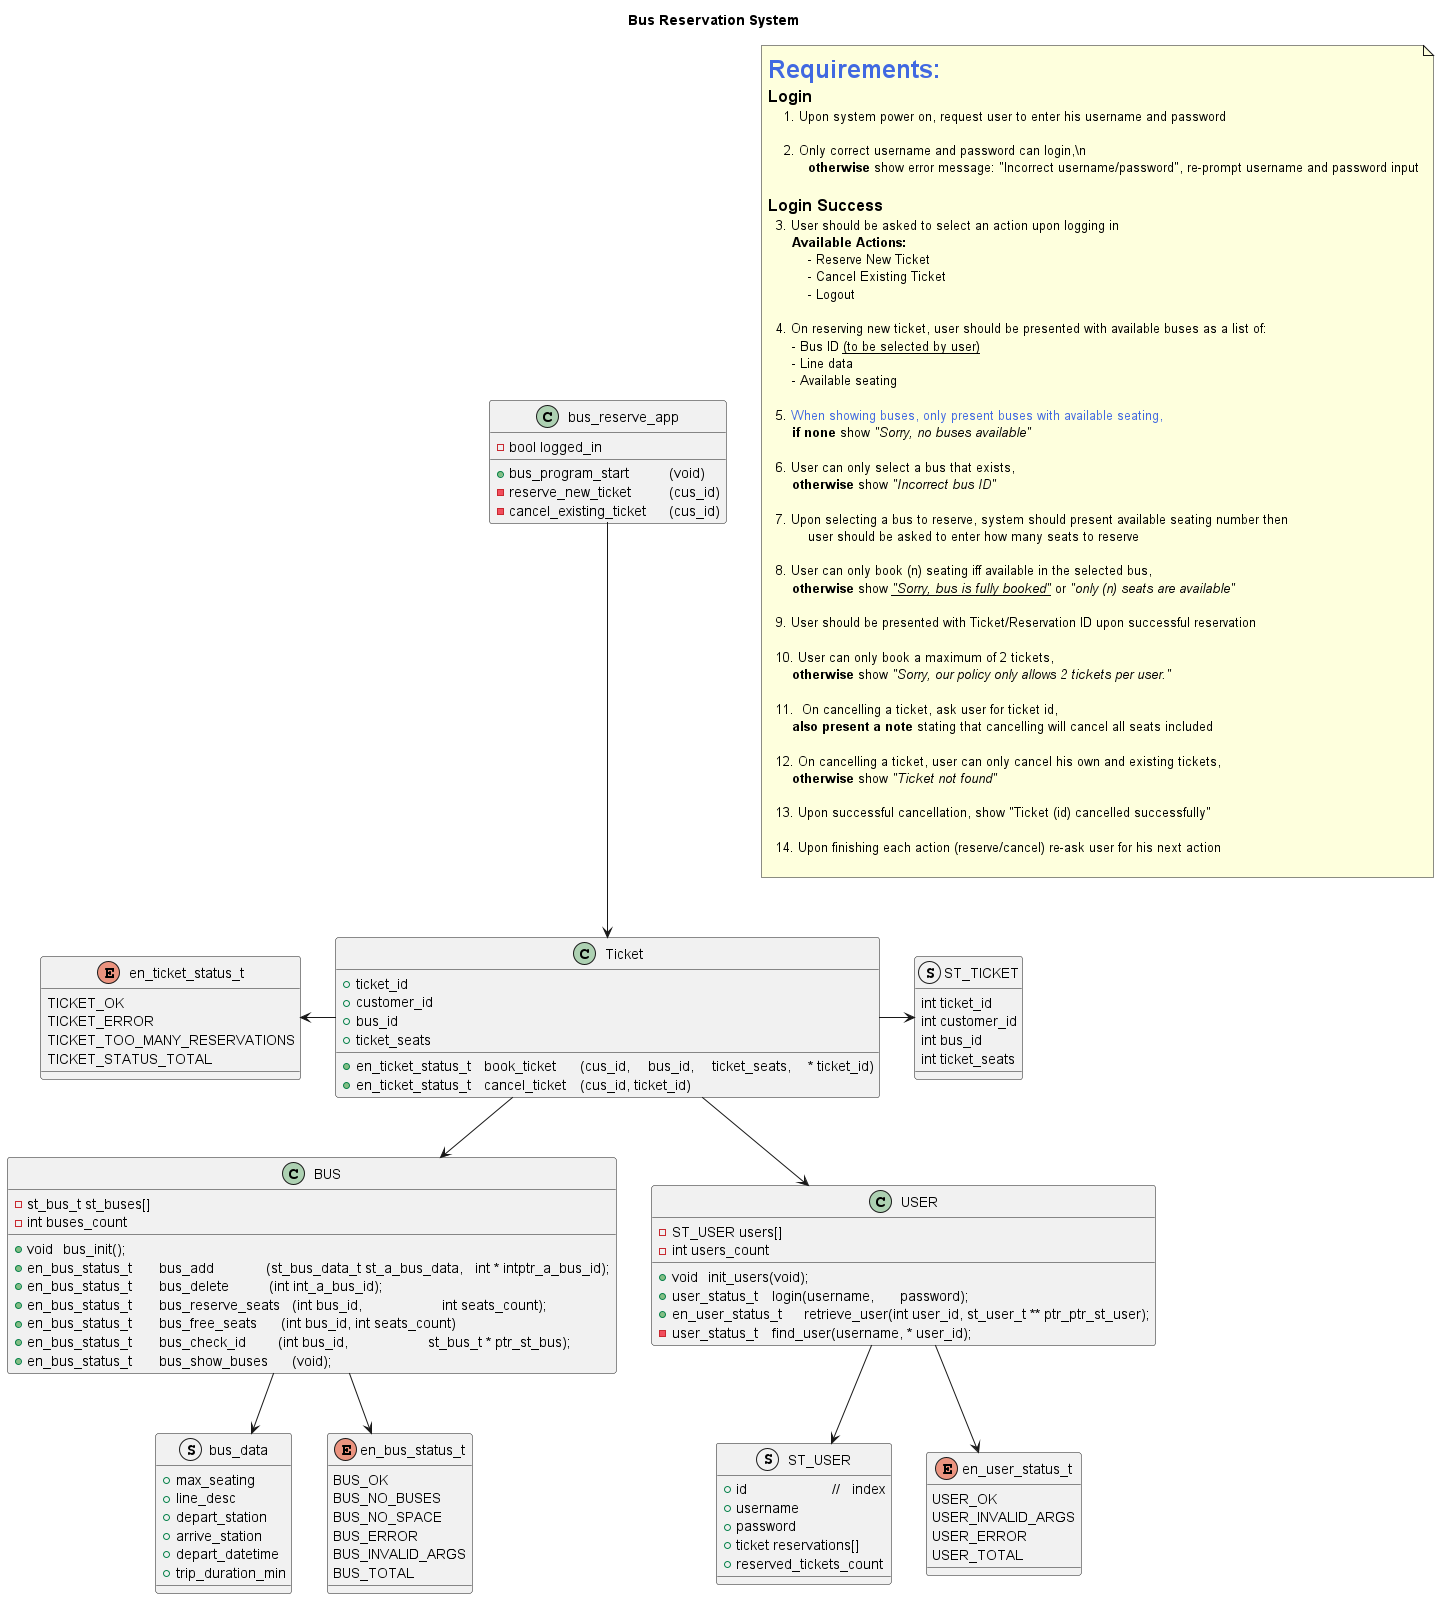 Bus Reservation System
Requirements:
Login
1. Upon system power on, request user to enter his username and password
2. Only correct username and password can login,\n
otherwise show error message: "Incorrect username/password", re-prompt username and password input
Login Success
3. User should be asked to select an action upon logging in
Available Actions:
- Reserve New Ticket
- Cancel Existing Ticket
- Logout
4. On reserving new ticket, user should be presented with available buses as a list of:
- Bus ID (to be selected by user)
- Line data
- Available seating
5. When showing buses, only present buses with available seating,
if none show "Sorry, no buses available"
6. User can only select a bus that exists,
otherwise show "Incorrect bus ID"
7. Upon selecting a bus to reserve, system should present available seating number then
user should be asked to enter how many seats to reserve
8. User can only book (n) seating iff available in the selected bus,
otherwise show "Sorry, bus is fully booked" or "only (n) seats are available"
9. User should be presented with Ticket/Reservation ID upon successful reservation
10. User can only book a maximum of 2 tickets,
otherwise show "Sorry, our policy only allows 2 tickets per user."
11. On cancelling a ticket, ask user for ticket id,
also present a note stating that cancelling will cancel all seats included
12. On cancelling a ticket, user can only cancel his own and existing tickets,
otherwise show "Ticket not found"
13. Upon successful cancellation, show "Ticket (id) cancelled successfully"
14. Upon finishing each action (reserve/cancel) re-ask user for his next action
C bus_reserve_app
bool logged_in
bus_program_start (void)
reserve_new_ticket (cus_id)
cancel_existing_ticket (cus_id)
E en_ticket_status_t
TICKET_OK
TICKET_ERROR
TICKET_TOO_MANY_RESERVATIONS
TICKET_STATUS_TOTAL
C Ticket
ticket_id
customer_id
bus_id
ticket_seats
en_ticket_status_t book_ticket (cus_id, bus_id, ticket_seats, * ticket_id)
en_ticket_status_t cancel_ticket (cus_id, ticket_id)
S ST_TICKET
int ticket_id
int customer_id
int bus_id
int ticket_seats
C BUS
st_bus_t st_buses[]
int buses_count
void bus_init();
en_bus_status_t bus_add (st_bus_data_t st_a_bus_data, int * intptr_a_bus_id);
en_bus_status_t bus_delete (int int_a_bus_id);
en_bus_status_t bus_reserve_seats (int bus_id, int seats_count);
en_bus_status_t bus_free_seats (int bus_id, int seats_count)
en_bus_status_t bus_check_id (int bus_id, st_bus_t * ptr_st_bus);
en_bus_status_t bus_show_buses (void);
C USER
ST_USER users[]
int users_count
void init_users(void);
user_status_t login(username, password);
en_user_status_t retrieve_user(int user_id, st_user_t ** ptr_ptr_st_user);
user_status_t find_user(username, * user_id);
S bus_data
max_seating
line_desc
depart_station
arrive_station
depart_datetime
trip_duration_min
E en_bus_status_t
BUS_OK
BUS_NO_BUSES
BUS_NO_SPACE
BUS_ERROR
BUS_INVALID_ARGS
BUS_TOTAL
S ST_USER
id // index
username
password
ticket reservations[]
reserved_tickets_count
E en_user_status_t
USER_OK
USER_INVALID_ARGS
USER_ERROR
USER_TOTAL